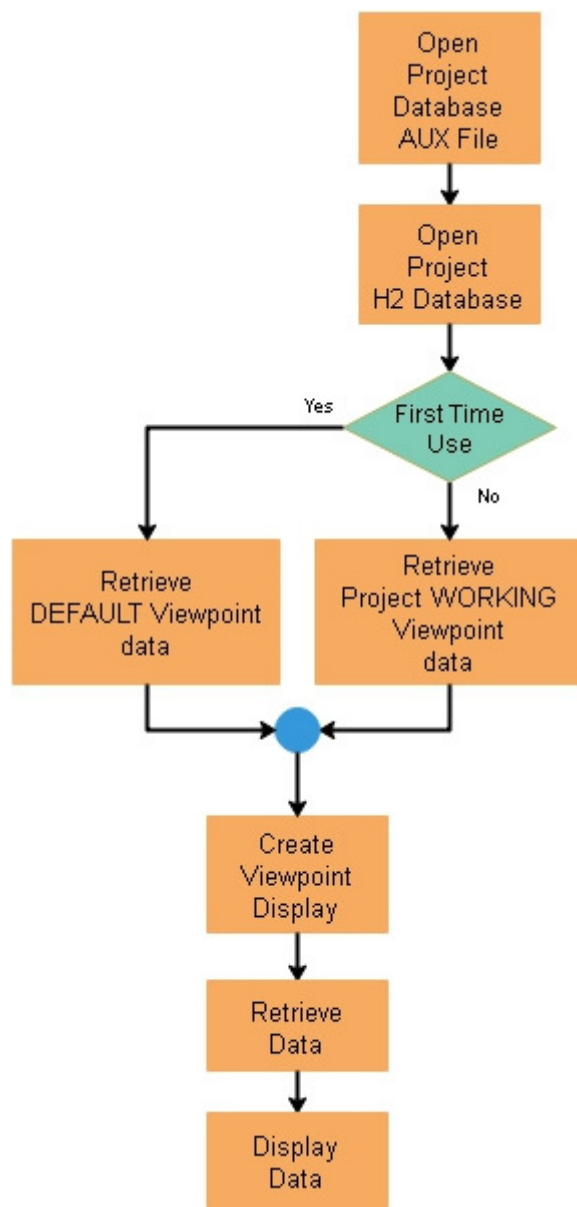 Open
Project
Database
AUX File
Open
Project
H2 Database
First Time
Use
Yes
No
Retrieve
DEFAULT Viewpoint
data
Retrieve
Project WORKING
Viewpoint
data
Create
Viewpoint
Display
Retrieve
Data
Display
Data